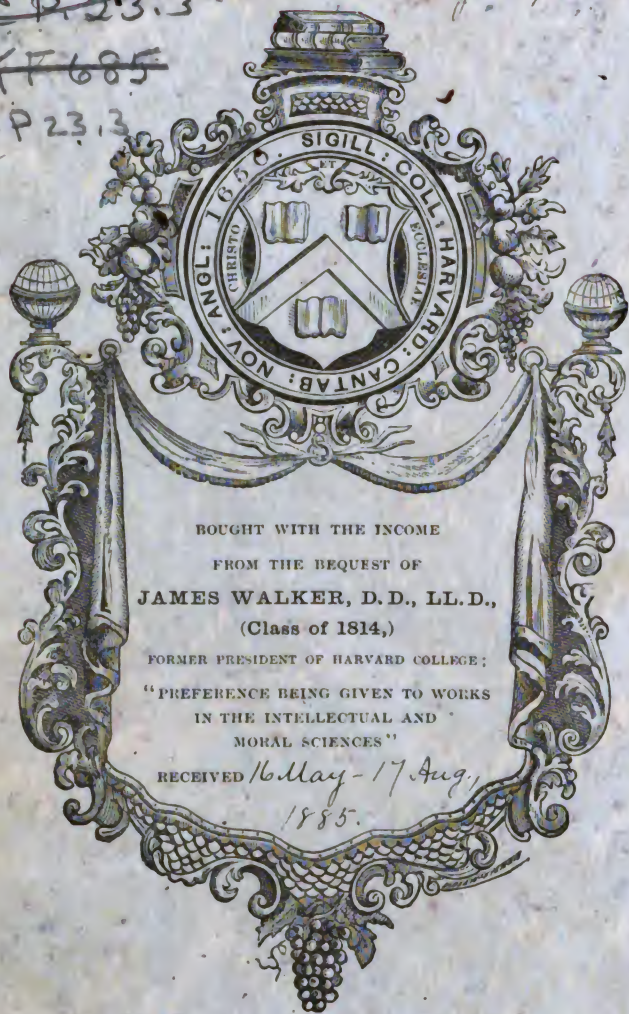 P 23.3
685
P 23.3
SIGILL: COLL: HARVARD: CANTAB: NOV: ANGL: 1650.
CHRISTO
ET
ECCLESIAE
BOUGHT WITH THE INCOME
FROM THE BEQUEST OF
JAMES WALKER, D.D., LL.D.,
(Class of 1814,)
FORMER PRESIDENT OF HARVARD COLLEGE;
"PREFERENCE BEING GIVEN TO WORKS
IN THE INTELLECTUAL AND
MORAL SCIENCES"
RECEIVED 16 May - 17 Aug.,
1885.